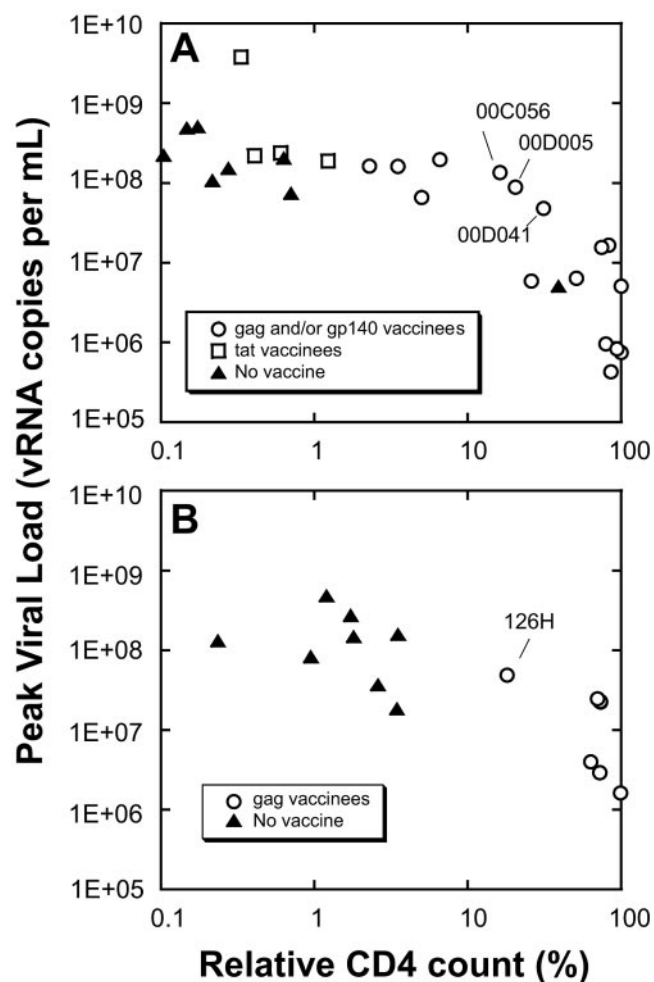 Peak Viral Load (vRNA copies per mL)
A
1E+10
1E+09
1E+08
1E+07
1E+06
1E+05
00C056
00D005
00D041
gag and/or gp140 vaccinees
tat vaccinees
No vaccine
0.1
1
10
100
B
1E+10
1E+09
1E+08
1E+07
1E+06
1E+05
126H
gag vaccinees
No vaccine
0.1
1
10
100
Relative CD4 count (%)